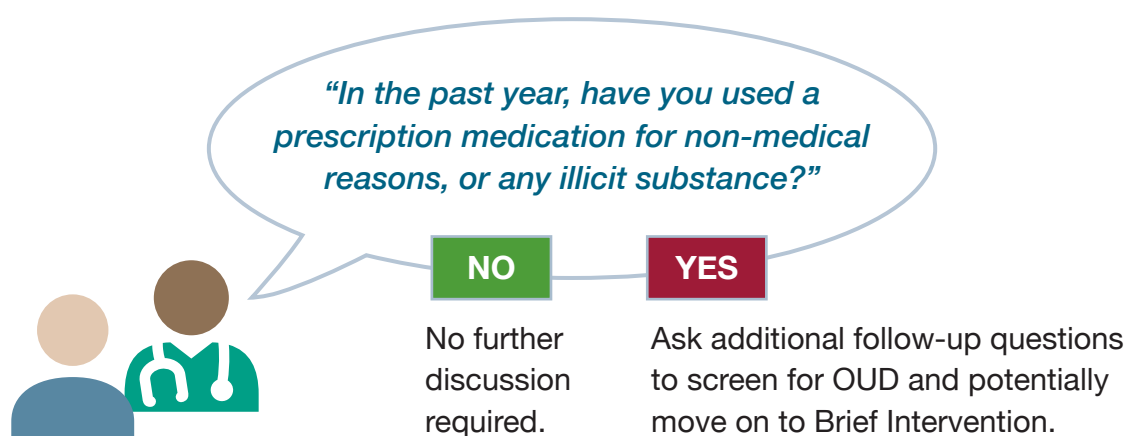 “In the past year, have you used a
prescription medication for non-medical
reasons, or any illicit substance?”
NO
No further
discussion
required.
YES
Ask additional follow-up questions
to screen for OUD and potentially
move on to Brief Intervention.